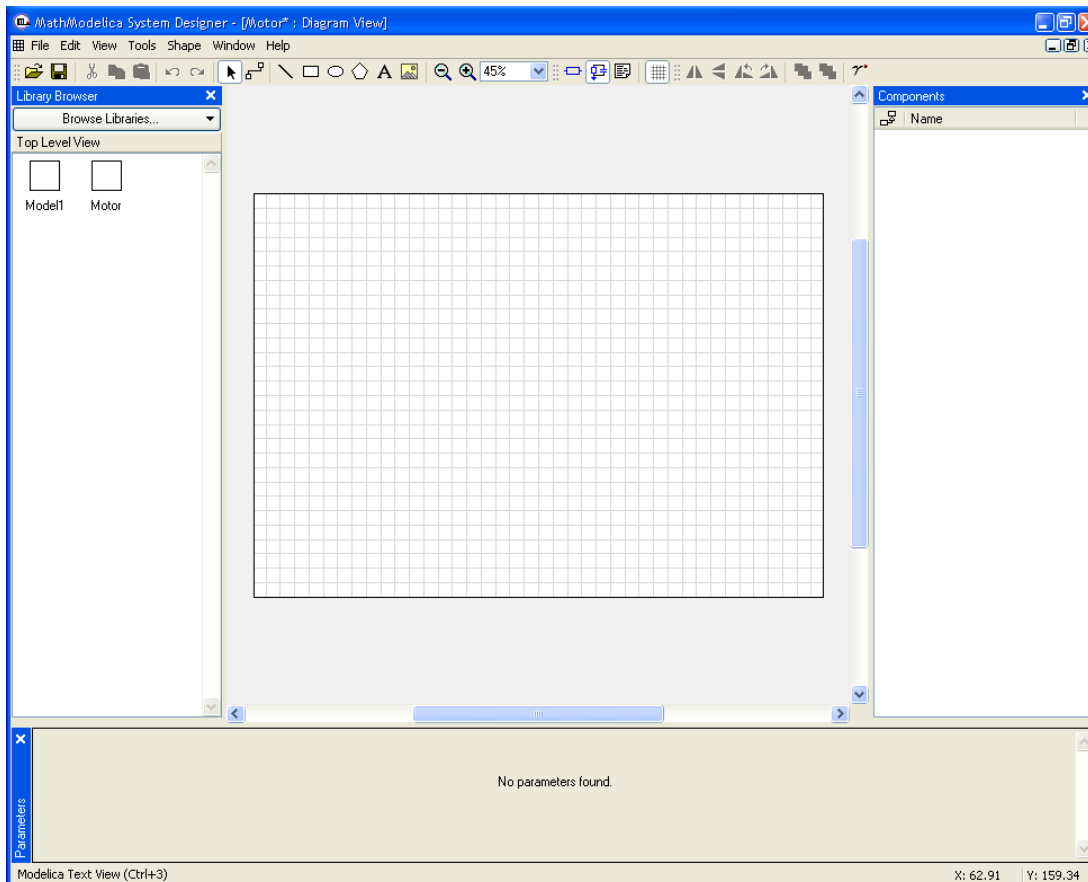 MathModelica System Designer - [Motor* : Diagram View]
File Edit View Tools Shape Window Help
A 45%
Library Browser
Browse Libraries...
Top Level View
Model1 Motor
Components
Name
No parameters found.
Parameters
Modelica Text View (Ctrl+3)
X: 62.91 Y: 159.34